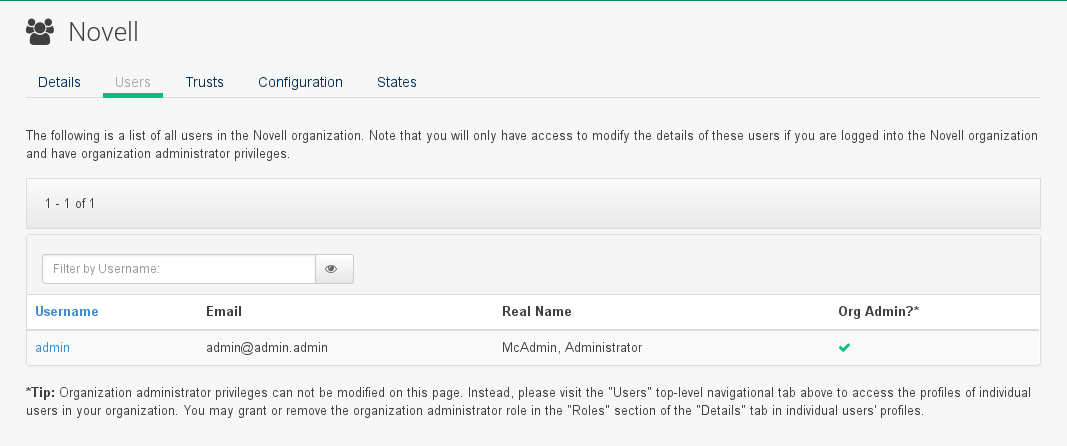 Novell
Details Users Trusts Configuration States
The following is a list of all users in the Novell organization. Note that you will only have access to modify the details of these users if you are logged into the Novell organization
and have organization administrator privileges.
1 - 1 of 1
Filter by Username:
Username Email Real Name Org Admin?*
admin admin@admin.admin McAdmin, Administrator
*Tip: Organization administrator privileges can not be modified on this page. Instead, please visit the "Users" top-level navigational tab above to access the profiles of individual
users in your organization. You may grant or remove the organization administrator role in the "Roles" section of the "Details" tab in individual users' profiles.